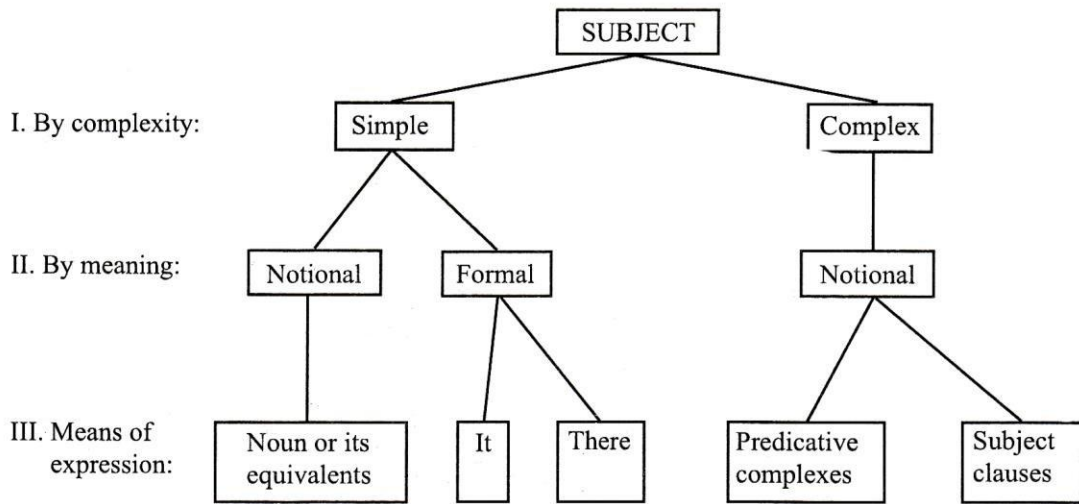 SUBJECT
I. By complexity:
Simple
Complex
II. By meaning:
Notional
Formal
Notional
III. Means of
expression:
Noun or its
equivalents
It
There
Predicative
complexes
Subject
clauses